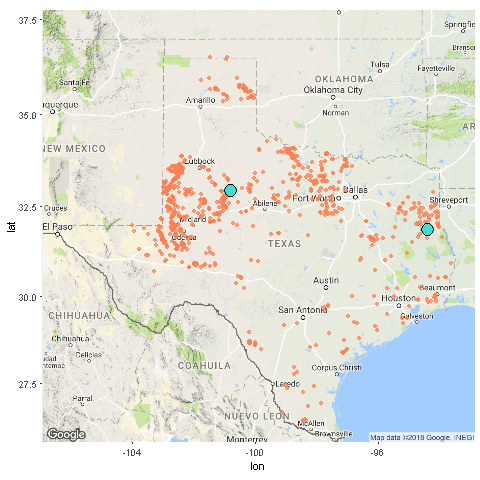 37.5
35.0
32.5
30.0
27.5
lat
-104
-100
-96
lon
Springfie
Branson
Tulsa
Fayetteville
OKLAHOMA
Santa Fe
Oklahoma City
Amarillo
querque
Norman
AR
NEW MEXICO
Lubbock
Cruces
Abilene
Fort Worth
Dallas
Shreveport
El Paso
Midland
Odessa
TEXAS
Austin
Beaumont
Houston
San Antonio
Galveston
CHIHUAHUA
Chihuahua
dad
htemoc
Delicias
COAHUILA
Corpus Christi
Laredo
Parral
NUEVO LEON
McAllen
Brownsville
Monterrey
Google
Map data ©2018 Google, INEGI